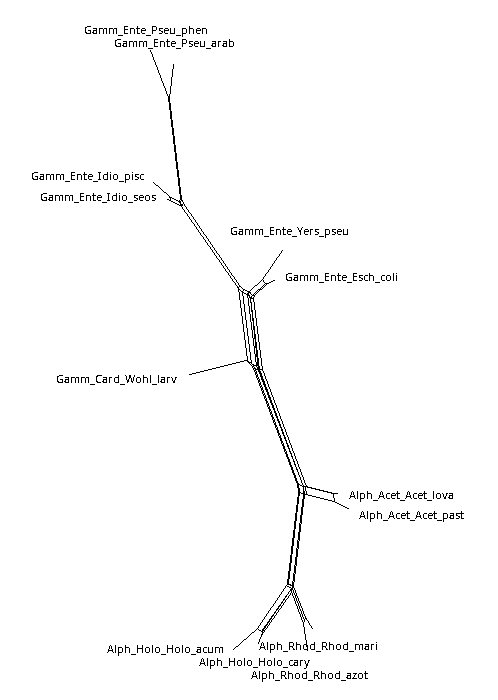 Gamm_Ente_Pseu_phen
Gamm_Ente_Pseu_arab
Gamm_Ente_Idio_pisc
Gamm_Ente_Idio_seos
Gamm_Ente_Yers_pseu
Gamm_Ente_Esch_coli
Gamm_Card_Wohl_larv
Alph_Acet_Acet_lova
Alph_Acet_Acet_past
Alph_Rhod_Rhod_mari
Alph_Holo_Holo_acum
Alph_Holo_Holo_cary
Alph_Rhod_Rhod_azot